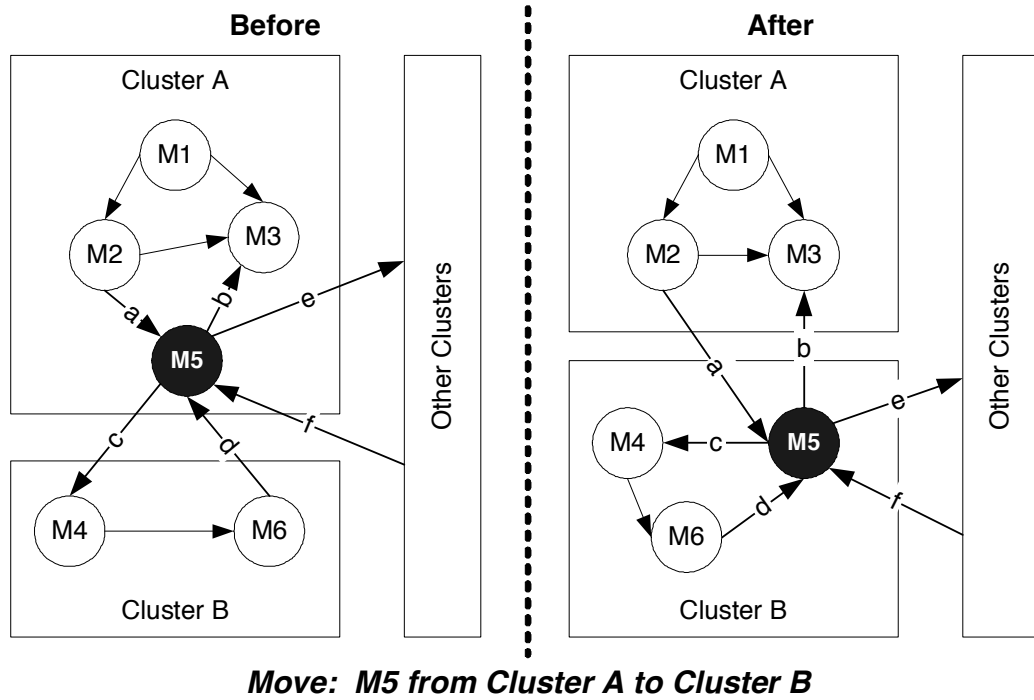 Before
After
Cluster A
M1
M2
M3
a
b
e
M5
c
d
f
M4
M6
Cluster B
Other Clusters
Cluster A
M1
M2
M3
a
b
e
M4
c
M5
M6
d
f
Cluster B
Other Clusters
Move: M5 from Cluster A to Cluster B